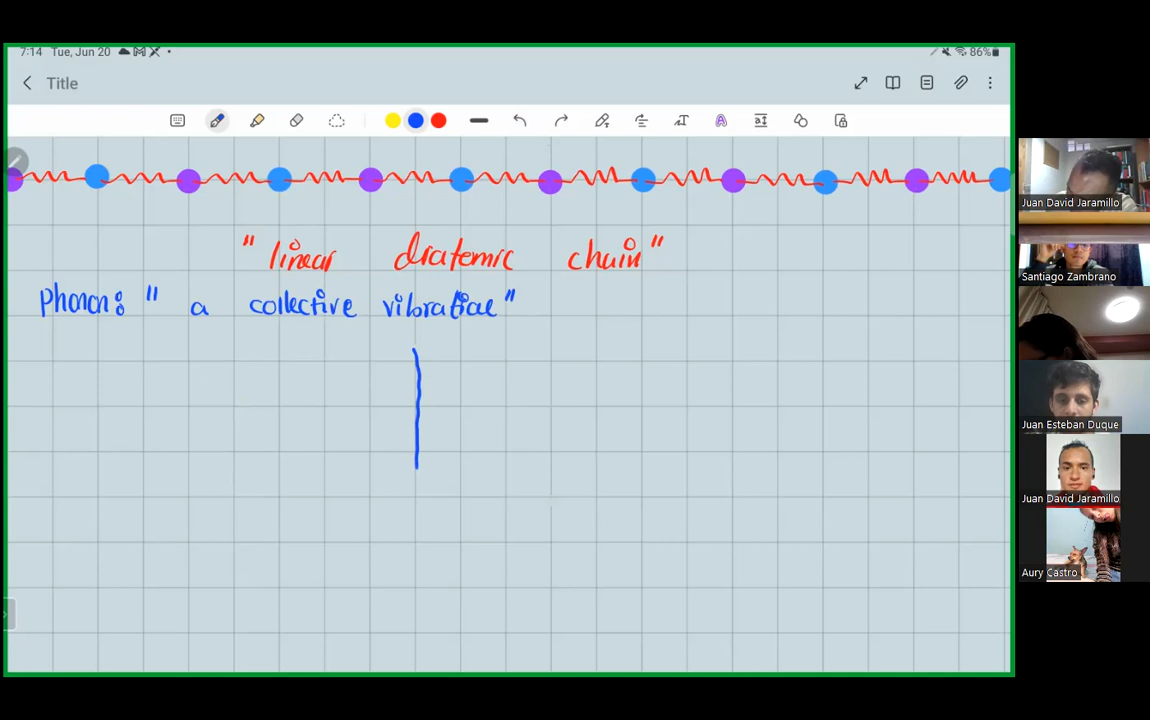 7:14 Tue, Jun 20
86%
Title
"linear diatomic chain"
Phonon: " a collective vibration"
Juan David Jaramillo
Santiago Zambrano
Juan Esteban Duque
Juan David Jaramillo
Aury Castro